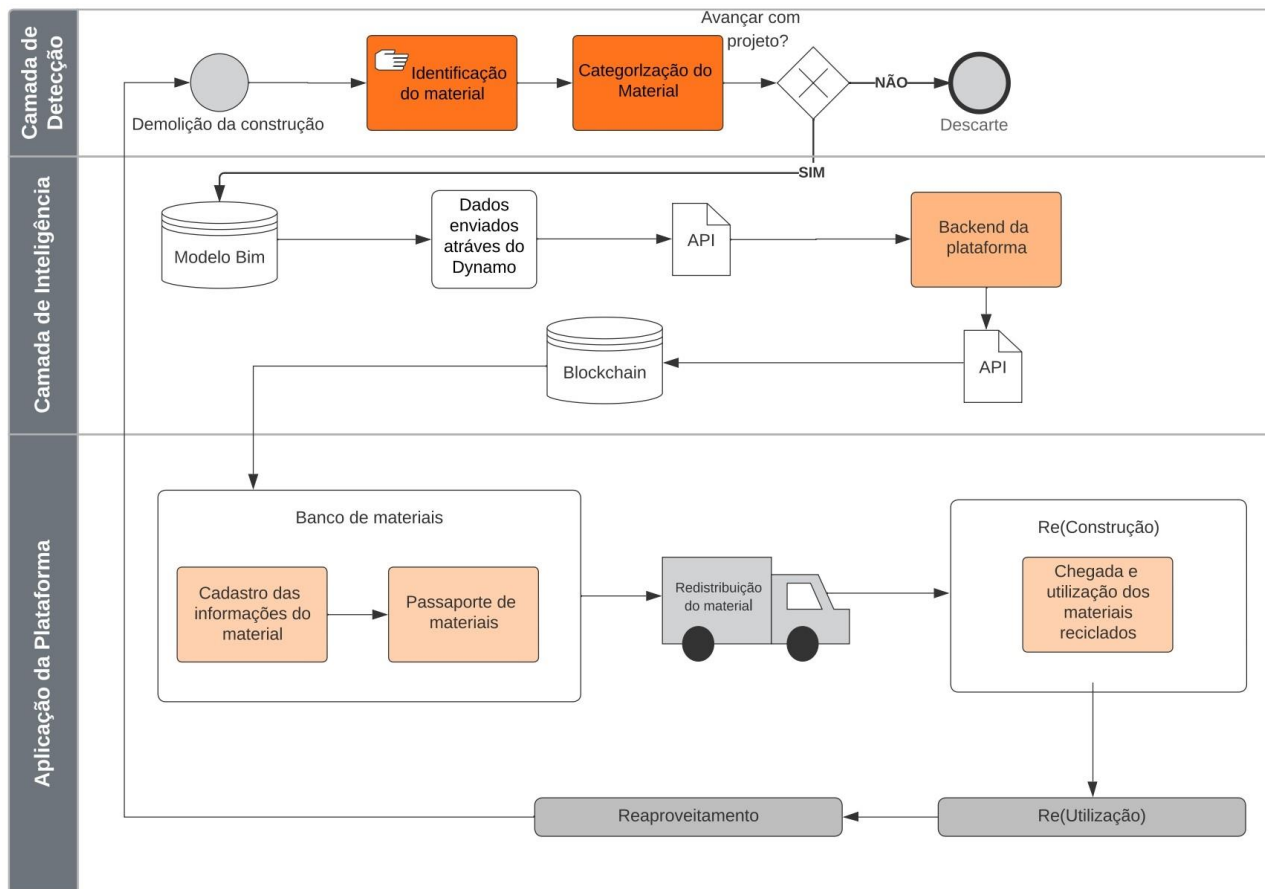 Camada de
Detecção
Avançar com
projeto?
Identificação
do material
Categorlzação do
Material
NÃO
Demolição da construção
Descarte
SIM
Camada de Inteligência
Modelo Bim
Dados
enviados
atráves do
Dynamo
API
Backend da
plataforma
Blockchain
API
Aplicação da Plataforma
Banco de materiais
Cadastro das
informações do
material
Passaporte de
materiais
Redistribuição
do material
Re(Construção)
Chegada e
utilização dos
materiais
reciclados
Reaproveitamento
Re(Utilização)